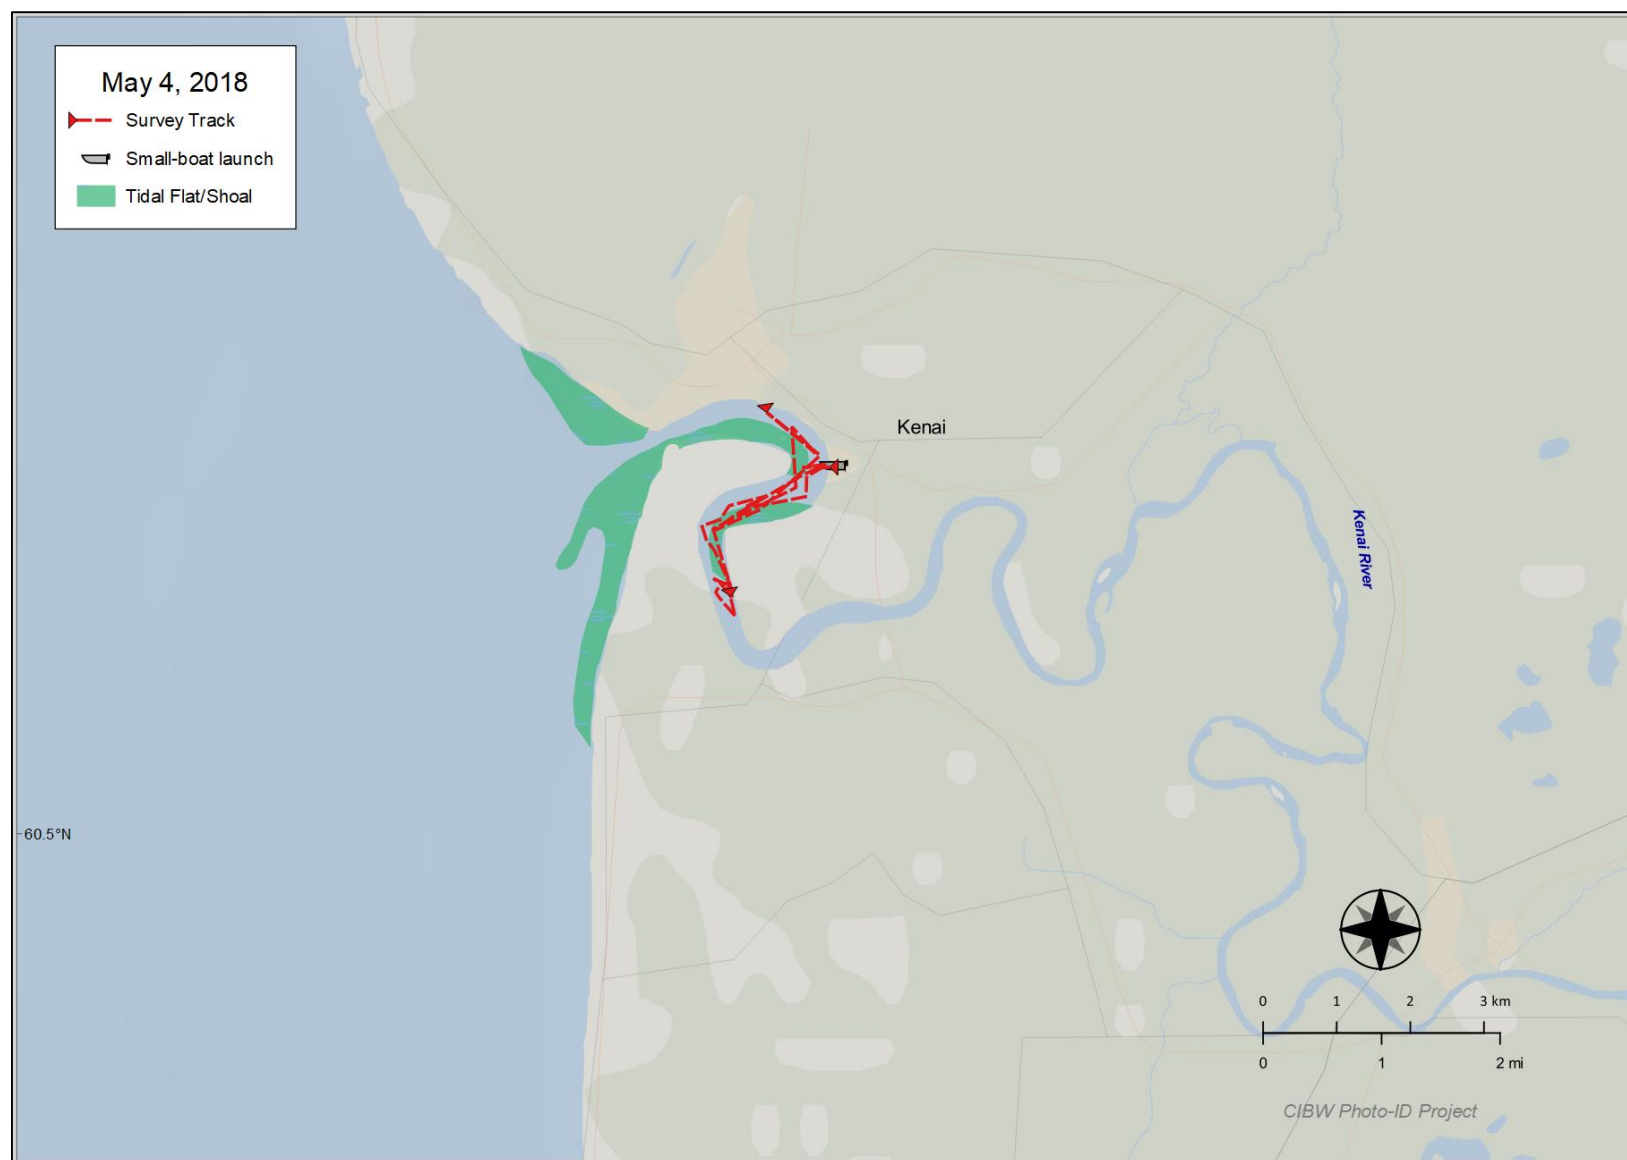 May 4, 2018
Survey Track
Small-boat launch
Tidal Flat/Shoal
Kenai
Kenai River
60.5°N
0 1 2 3 km
0 1 2 mi
CIBW Photo-ID Project